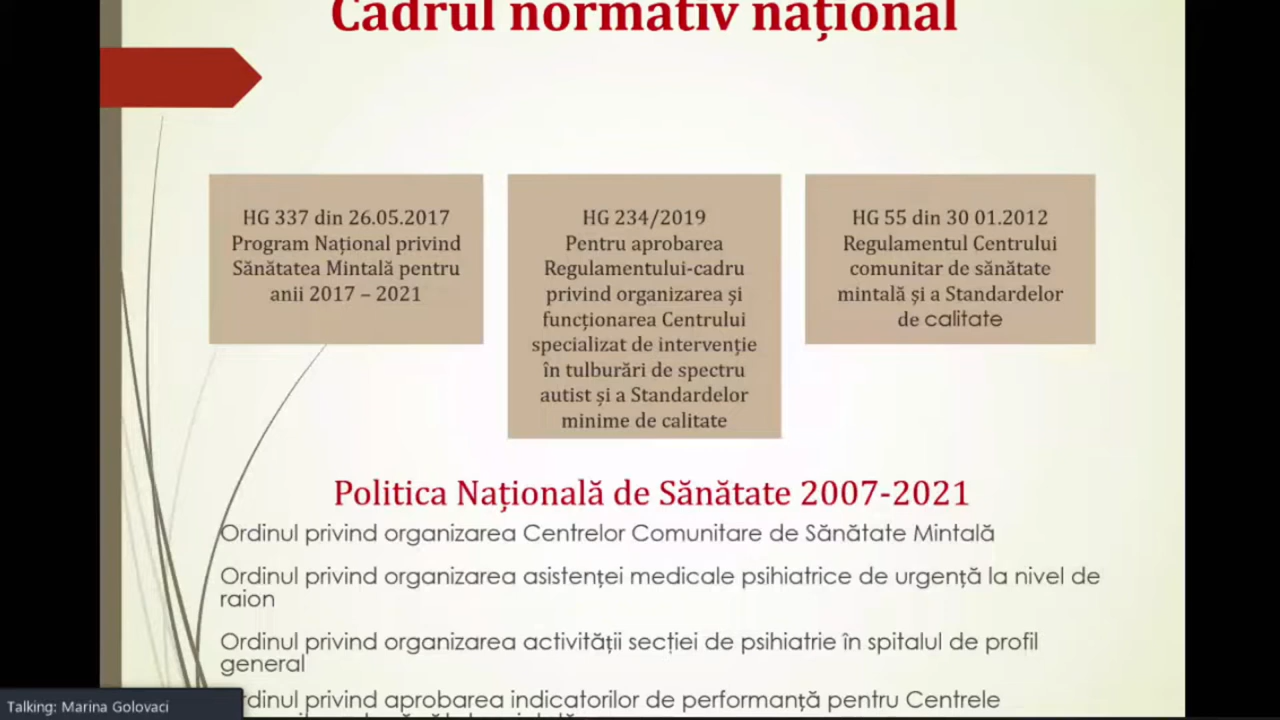 Cadrul normativ național
HG 337 din 26.05.2017
Program Național privind
Sănătatea Mintală pentru
anii 2017 – 2021
HG 234/2019
Pentru aprobarea
Regulamentului-cadru
privind organizarea și
funcționarea Centrului
specializat de intervenție
în tulburări de spectru
autist și a Standardelor
minime de calitate
HG 55 din 30 01.2012
Regulamentul Centrului
comunitar de sănătate
mintală și a Standardelor
de calitate
Politica Națională de Sănătate 2007-2021
Ordinul privind organizarea Centrelor Comunitare de Sănătate Mintală
Ordinul privind organizarea asistenței medicale psihiatrice de urgență la nivel de
raion
Ordinul privind organizarea activității secției de psihiatrie în spitalul de profil
general
privind aprobarea indicatorilor de performanță pentru Centrele
Talking: Marina Golovaci